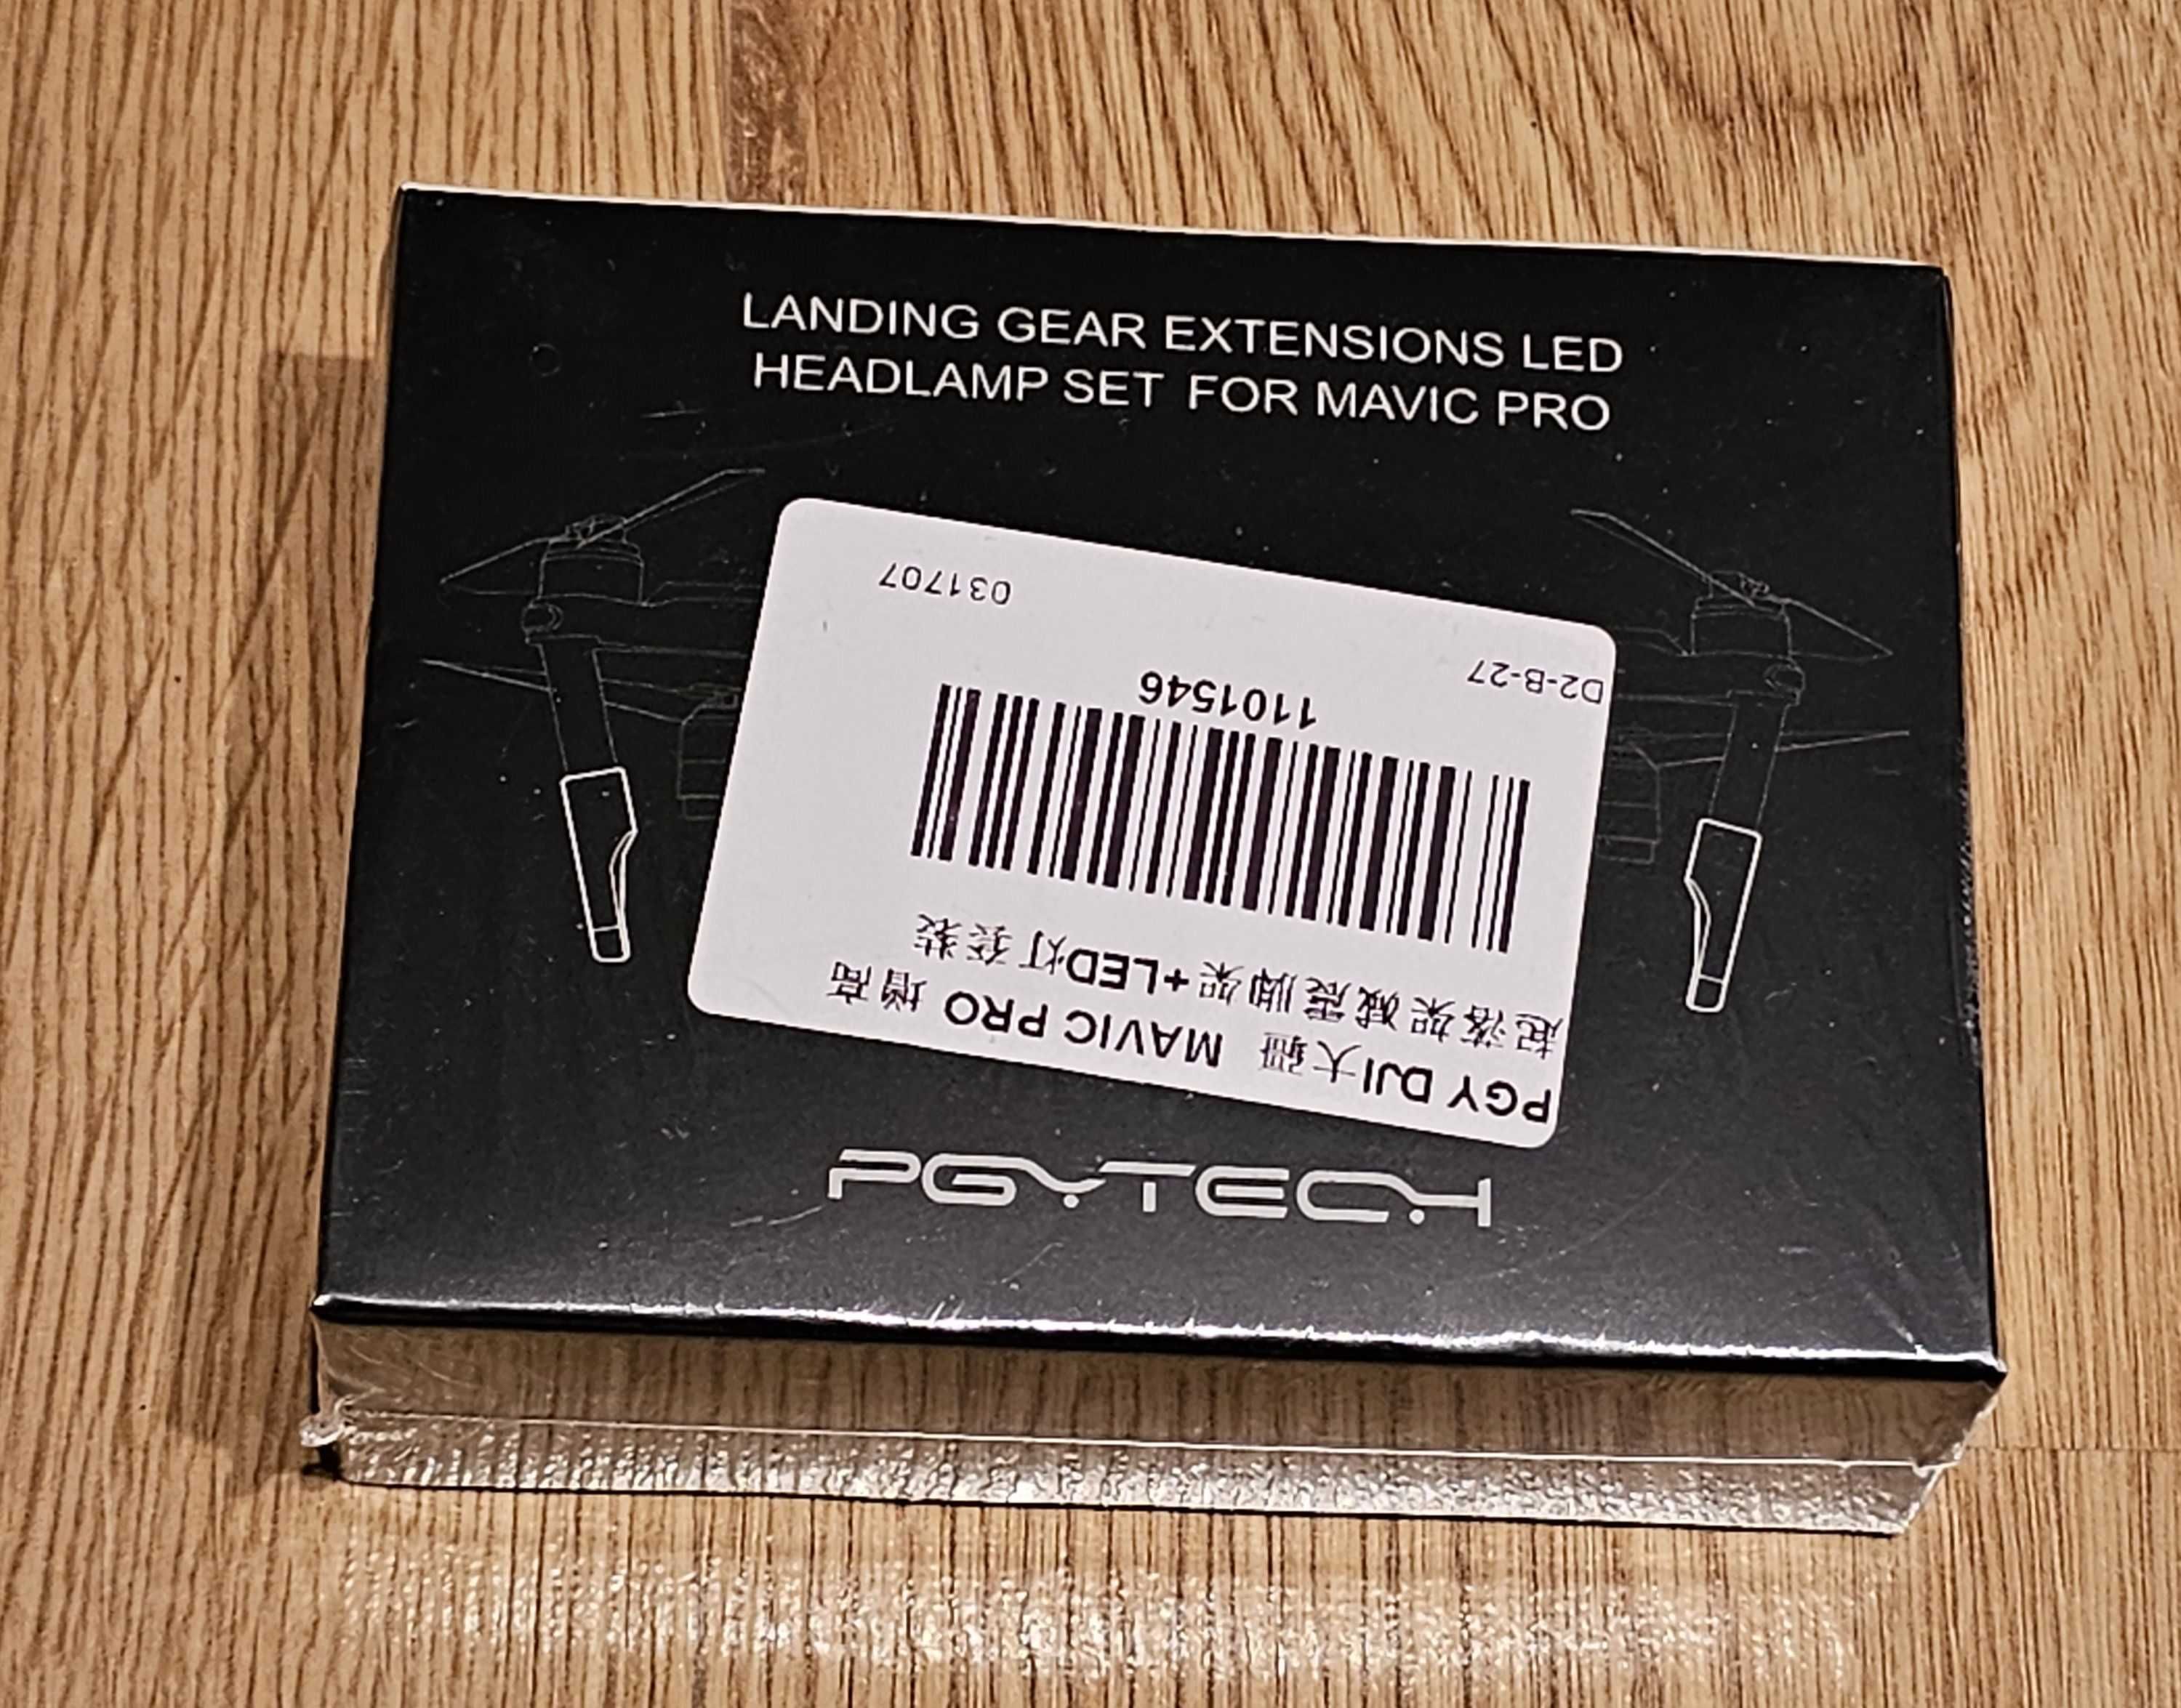 LANDING GEAR EXTENSIONS LED
HEADLAMP SET FOR MAVIC PRO
PGY DJI大疆 MAVIC PRO 增高
起落架减震脚架+LED灯套装
1101546
D2-B-27
031707
PGYTECH